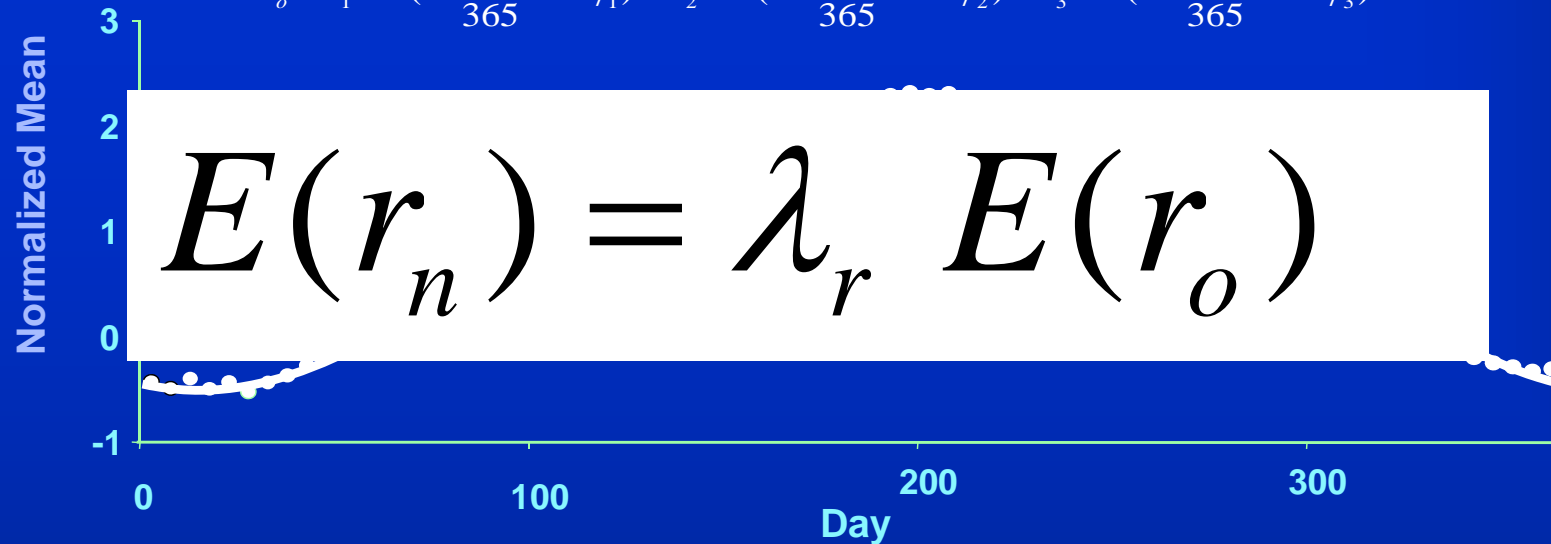 365 365 365
Normalized Mean
3
2
1
0
-1
E(r_n) = λ_r E(r_o)
0 100 200 300
Day